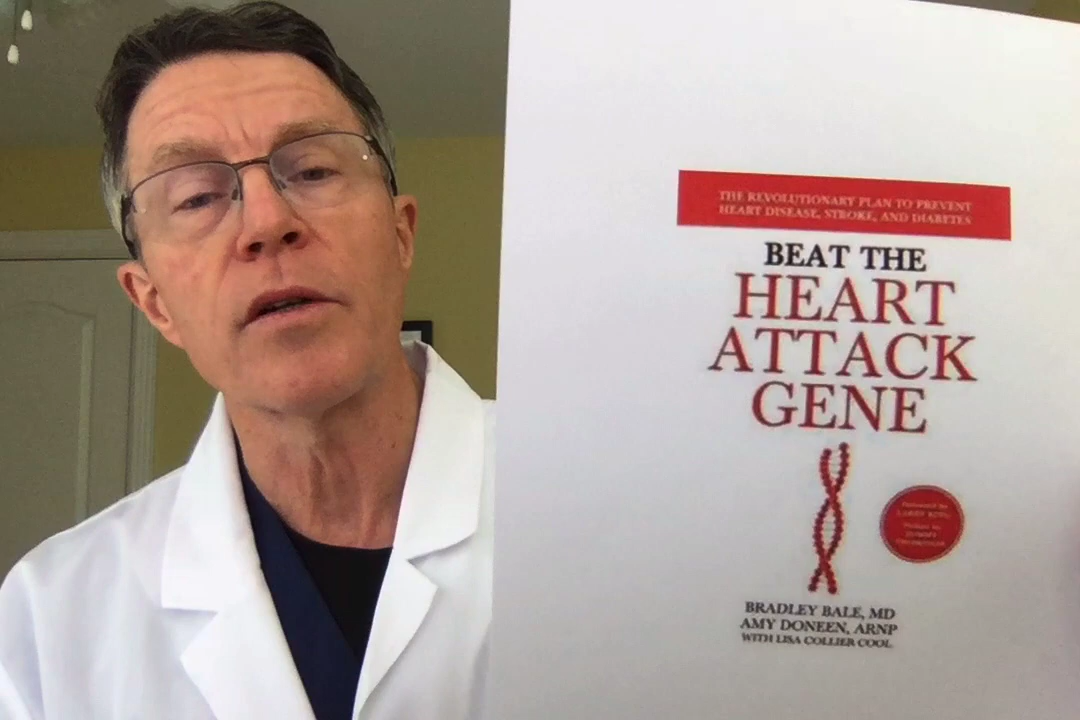 THE REVOLUTIONARY PLAN TO PREVENT
HEART DISEASE, STROKE, AND DIABETES
BEAT THE
HEART
ATTACK
GENE
BRADLEY BALE, MD
AMY DONEEN, ARNP
WITH LISA COLLIER COOL